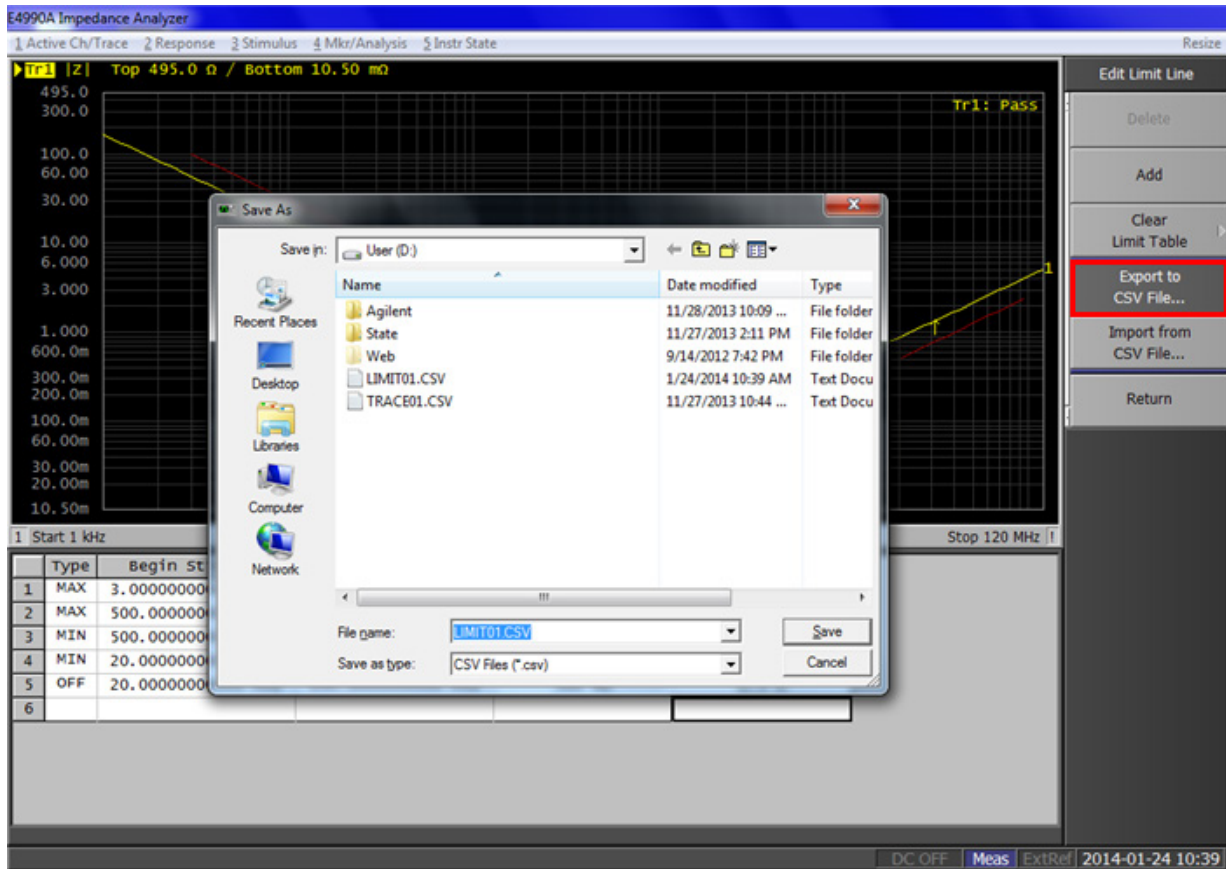 E4990A Impedance Analyzer
1 Active Ch/Trace 2 Response 3 Stimulus 4 Mkr/Analysis 5 Instr State Resize
Tr1 |Z| Top 495.0 Ω / Bottom 10.50 mΩ
Tr1: Pass
495.0
300.0
100.0
60.00
30.00
10.00
6.000
3.000
1.000
600.0m
300.0m
200.0m
100.0m
60.00m
30.00m
20.00m
10.50m
1
1 Start 1 kHz
Stop 120 MHz !
Save As
Save in: User (D:)
Recent Places
Desktop
Libraries
Computer
Network
Name Date modified Type
Agilent 11/28/2013 10:09 ... File folder
State 11/27/2013 2:11 PM File folder
Web 9/14/2012 7:42 PM File folder
LIMIT01.CSV 1/24/2014 10:39 AM Text Docu
TRACE01.CSV 11/27/2013 10:44 ... Text Docu
File name: LIMIT01.CSV Save
Save as type: CSV Files (*.csv) Cancel
Type Begin St
1 MAX 3.00000000
2 MAX 500.0000000
3 MIN 500.0000000
4 MIN 20.0000000
5 OFF 20.0000000
6
Edit Limit Line
Delete
Add
Clear
Limit Table
Export to
CSV File...
Import from
CSV File...
Return
DC OFF Meas ExtRef 2014-01-24 10:39